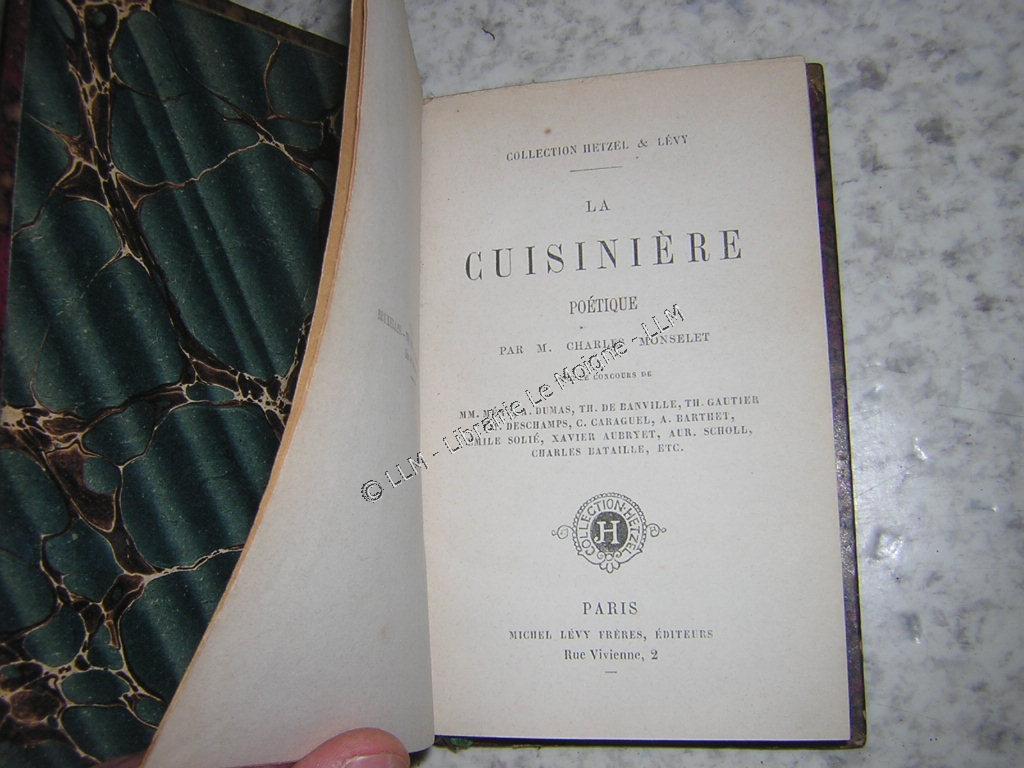 COLLECTION HETZEL & LÉVY
LA
CUISINIÈRE
POÉTIQUE
PAR M. CHARLES MONSELET
CONCOURS DE
MM. DUMAS, TH. DE BANVILLE, TH. GAUTIER
DESCHAMPS, C. CARAGUEL, A. BARTHET,
ÉMILE SOLIÉ, XAVIER AUBRYET, AUR. SCHOLL,
CHARLES BATAILLE, ETC.
COLLECTION HETZEL
H
PARIS
MICHEL LÉVY FRÈRES, ÉDITEURS
Rue Vivienne, 2
© LLM - Librairie Le Moigne - LLM